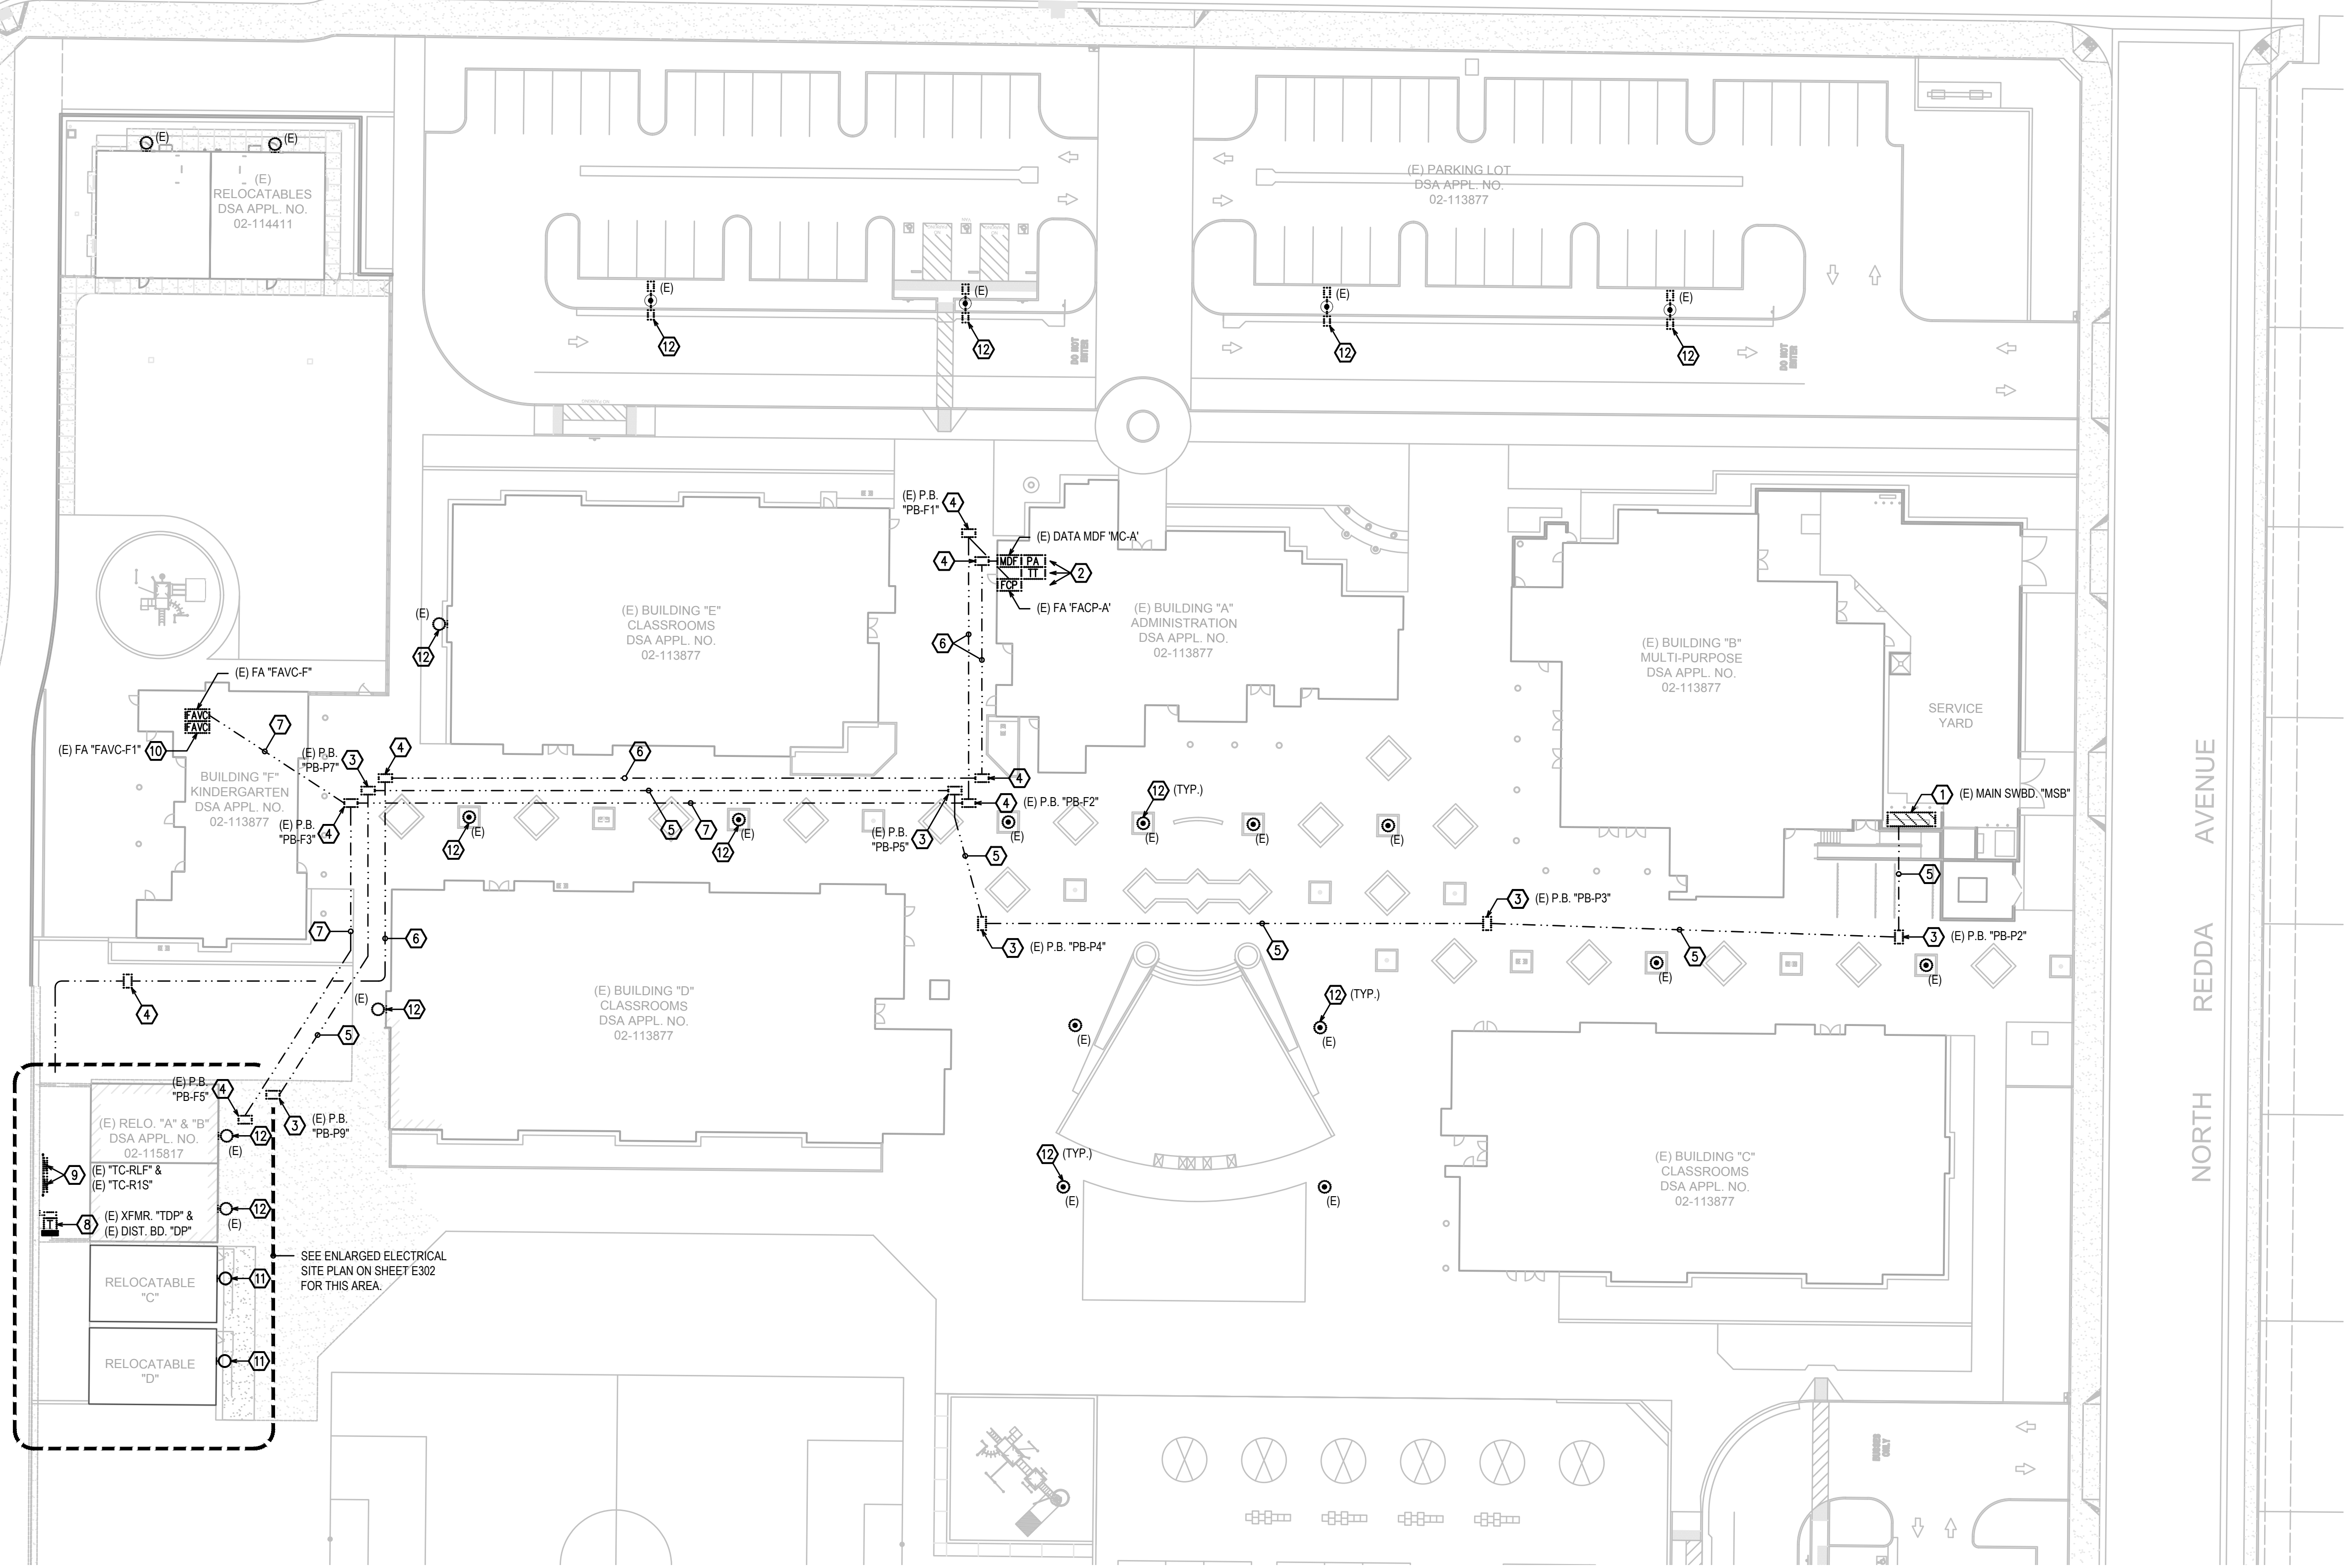 (E)
(E)
(E)
RELOCATABLES
DSA APPL. NO.
02-114411
(E) PARKING LOT
DSA APPL. NO.
02-113877
(E)
12
(E)
12
(E)
12
(E)
12
DO NOT
ENTER
DO NOT
ENTER
(E) P.B.
"PB-F1"
4
4
(E) DATA MDF 'MC-A'
MDF
PA
TT
FCP
2
(E) FA 'FACP-A'
6
(E) BUILDING "E"
CLASSROOMS
DSA APPL. NO.
02-113877
(E)
12
(E) BUILDING "A"
ADMINISTRATION
DSA APPL. NO.
02-113877
(E) BUILDING "B"
MULTI-PURPOSE
DSA APPL. NO.
02-113877
SERVICE
YARD
(E) FA "FAVC-F"
FAVC
FAVC
7
(E) FA "FAVC-F1"
10
(E) P.B.
"PB-P7"
3
4
6
4
BUILDING "F"
KINDERGARTEN
DSA APPL. NO.
02-113877
(E) P.B.
"PB-F3"
4
12
(E)
5
7
12
(E)
(E) P.B.
"PB-P5"
3
4
(E) P.B. "PB-F2"
(E)
12
(TYP.)
(E)
(E)
(E)
1
(E) MAIN SWBD. "MSB"
5
5
7
6
3
(E) P.B. "PB-P4"
5
3
(E) P.B. "PB-P3"
5
3
(E) P.B. "PB-P2"
(E)
(E)
4
(E)
12
5
(E) BUILDING "D"
CLASSROOMS
DSA APPL. NO.
02-113877
(E)
12
(TYP.)
(E)
12
(TYP.)
(E)
(E)
(E) BUILDING "C"
CLASSROOMS
DSA APPL. NO.
02-113877
(E) P.B.
"PB-F5"
4
3
(E) P.B.
"PB-P9"
(E) RELO. "A" & "B"
DSA APPL. NO.
02-115817
12
(E)
9
(E) "TC-RLF" &
(E) "TC-R1S"
12
(E)
T
8
(E) XFMR. "TDP" &
(E) DIST. BD. "DP"
SEE ENLARGED ELECTRICAL
SITE PLAN ON SHEET E302
FOR THIS AREA.
RELOCATABLE
"C"
11
RELOCATABLE
"D"
11
NORTH REDDA AVENUE
BUSSES
ONLY